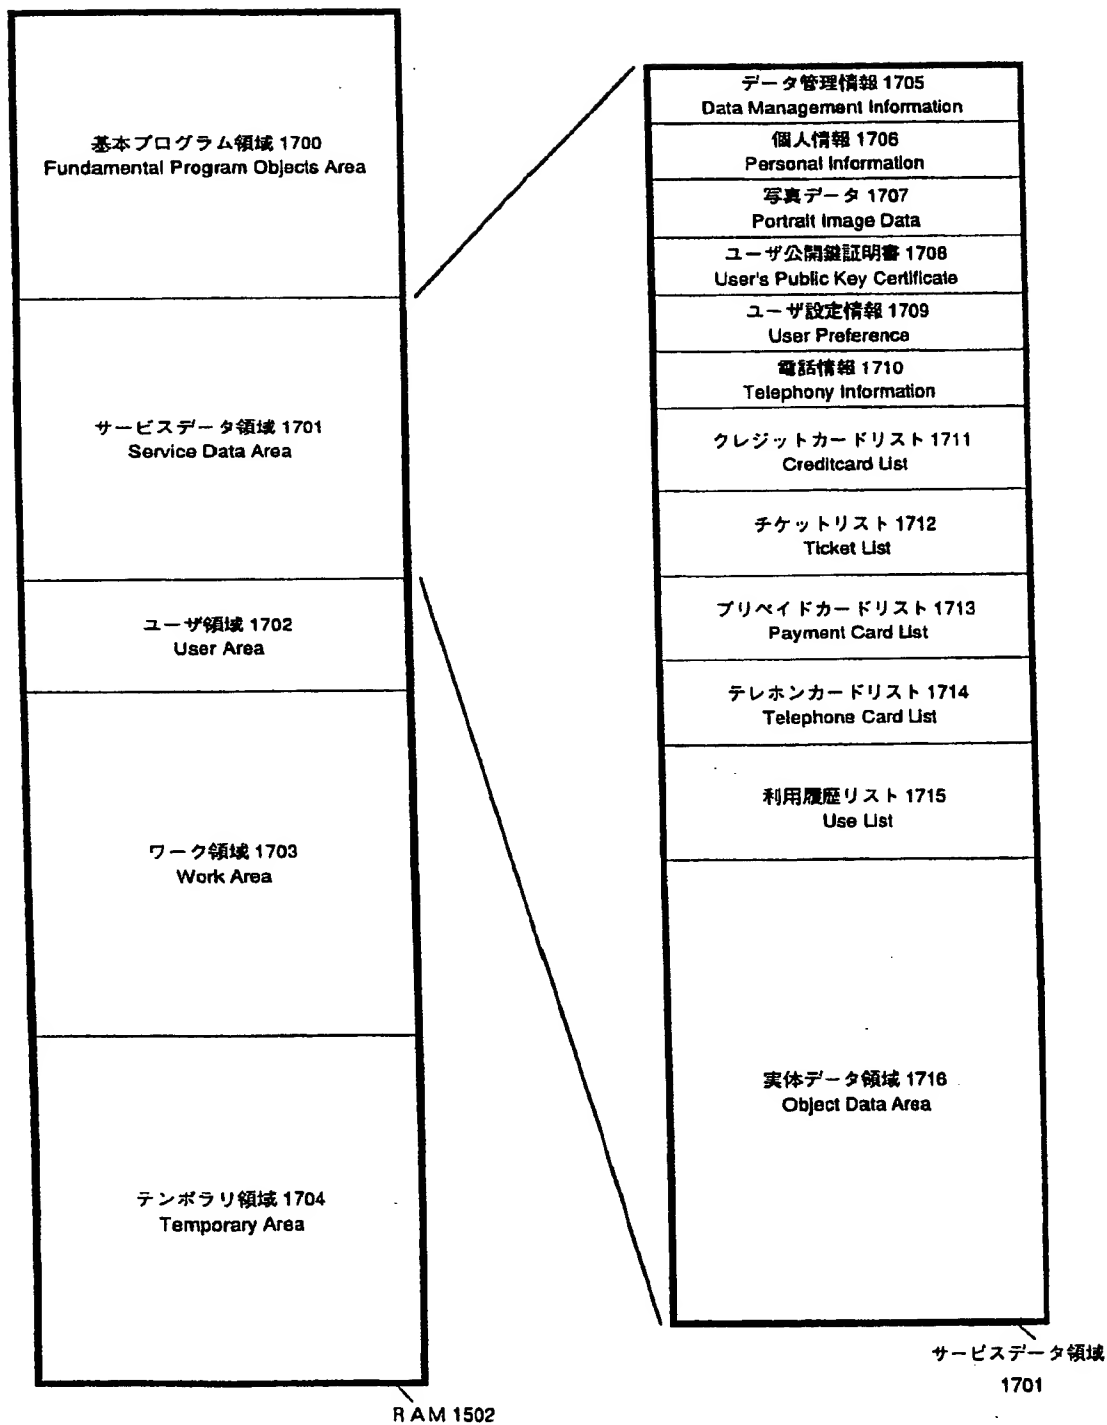 基本プログラム領域 1700
Fundamental Program Objects Area
サービスデータ領域 1701
Service Data Area
ユーザ領域 1702
User Area
ワーク領域 1703
Work Area
テンポラリ領域 1704
Temporary Area
RAM 1502
データ管理情報 1705
Data Management Information
個人情報 1706
Personal Information
写真データ 1707
Portrait Image Data
ユーザ公開鍵証明書 1708
User's Public Key Certificate
ユーザ設定情報 1709
User Preference
電話情報 1710
Telephony Information
クレジットカードリスト 1711
Creditcard List
チケットリスト 1712
Ticket List
プリペイドカードリスト 1713
Payment Card List
テレホンカードリスト 1714
Telephone Card List
利用履歴リスト 1715
Use List
実体データ領域 1716
Object Data Area
サービスデータ領域
1701